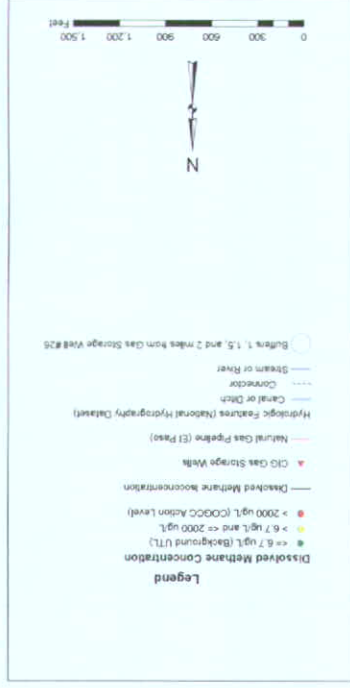 Legend
Dissolved Methane Concentration
<= 6.7 ug/L (Background UTL)
> 6.7 ug/L and <= 2000 ug/L
> 2000 ug/L (COGCC Action Level)
Dissolved Methane Isoconcentration
CIG Gas Storage Wells
Natural Gas Pipeline (El Paso)
Hydrologic Features (National Hydrography Dataset)
Canal or Ditch
Connector
Stream or River
Buffers 1, 1.5, and 2 miles from Gas Storage Well #26
N
0 300 600 900 1,200 1,500
Feet